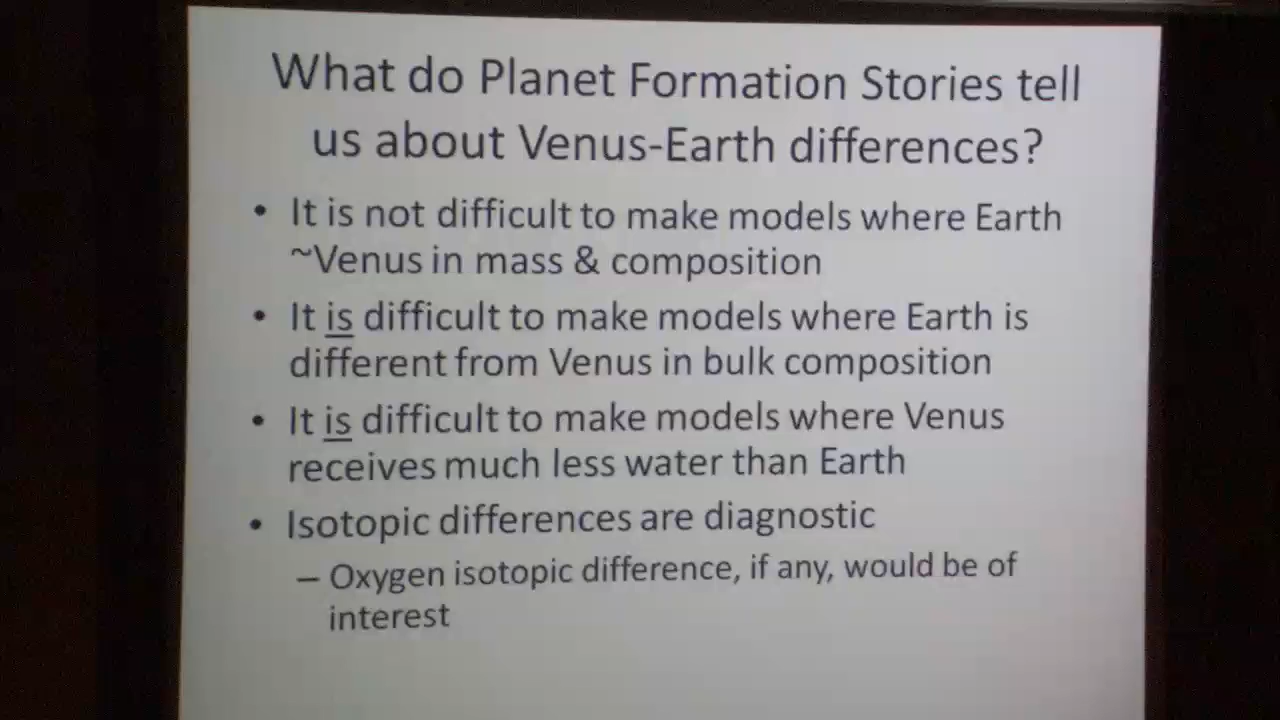 What do Planet Formation Stories tell
us about Venus-Earth differences?
• It is not difficult to make models where Earth
~Venus in mass & composition
• It is difficult to make models where Earth is
different from Venus in bulk composition
• It is difficult to make models where Venus
receives much less water than Earth
• Isotopic differences are diagnostic
– Oxygen isotopic difference, if any, would be of
interest